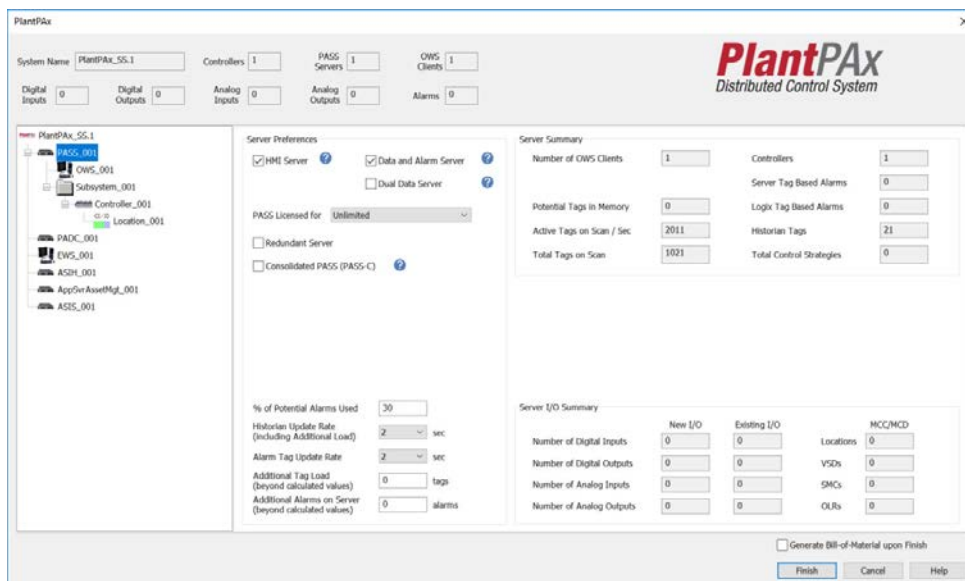 PlantPAx
System Name PlantPAx_SS.1 Controllers 1 PASS Servers 1 OWS Clients 1
Digital Inputs 0 Digital Outputs 0 Analog Inputs 0 Analog Outputs 0 Alarms 0
PlantPAx
Distributed Control System
PlantPAx_SS.1
PASS_001
OWS_001
Subsystem_001
Controller_001
Location_001
PADC_001
EWS_001
ASIH_001
AppSvrAssetMgt_001
ASIS_001
Server Preferences
HMI Server
Data and Alarm Server
Dual Data Server
PASS Licensed for Unlimited
Redundant Server
Consolidated PASS (PASS-C)
% of Potential Alarms Used 30
Historian Update Rate
(including Additional Load) 2 sec
Alarm Tag Update Rate 2 sec
Additional Tag Load
(beyond calculated values) 0 tags
Additional Alarms on Server
(beyond calculated values) 0 alarms
Server Summary
Number of OWS Clients 1 Controllers 1
Server Tag Based Alarms 0
Potential Tags in Memory 0 Logix Tag Based Alarms 0
Active Tags on Scan / Sec 2011 Historian Tags 21
Total Tags on Scan 1021 Total Control Strategies 0
Server I/O Summary
New I/O Existing I/O MCC/MCD
Number of Digital Inputs 0 0 Locations 0
Number of Digital Outputs 0 0 VSDs 0
Number of Analog Inputs 0 0 SMCs 0
Number of Analog Outputs 0 0 OLRs 0
Generate Bill-of-Material upon Finish
Finish Cancel Help